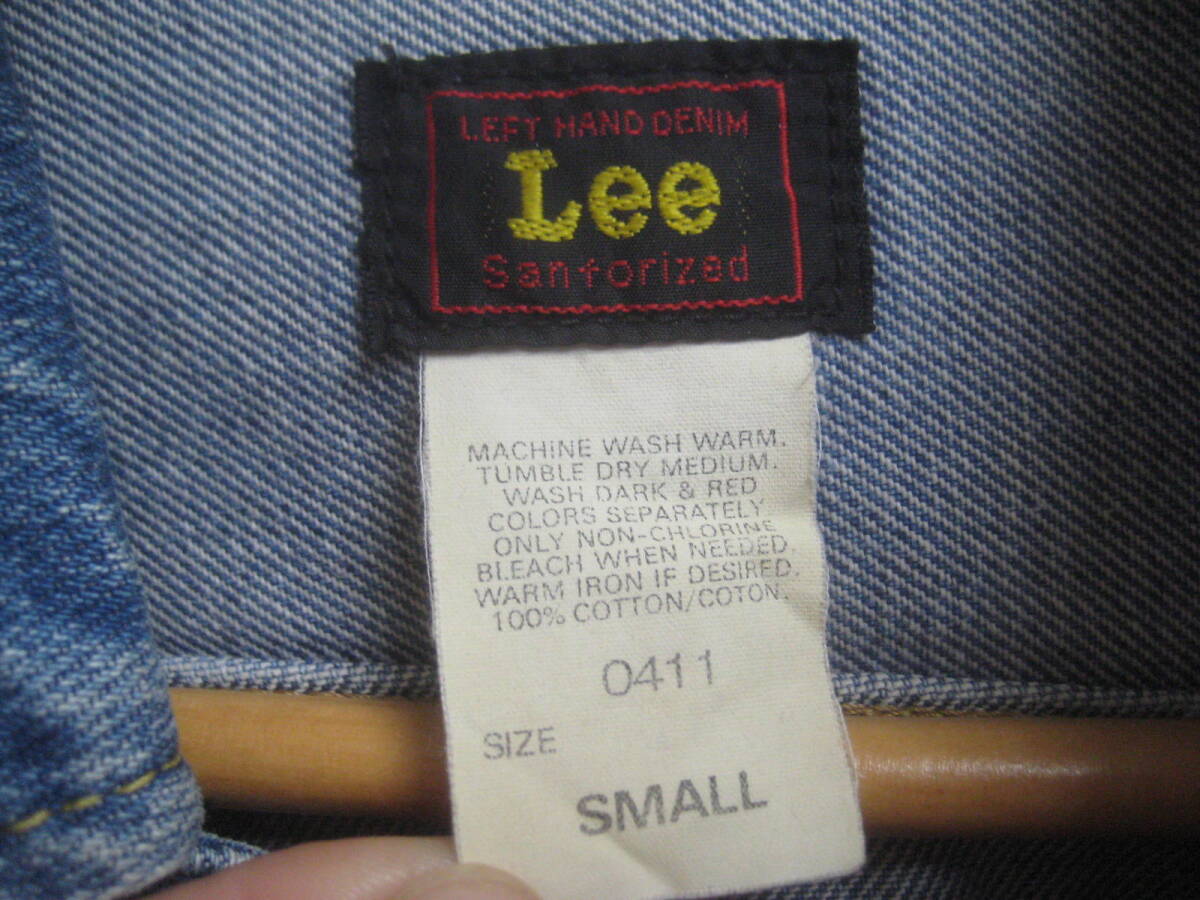 LEFT HAND DENIM
Lee
Sanforized
MACHINE WASH WARM.
TUMBLE DRY MEDIUM.
WASH DARK & RED
COLORS SEPARATELY
ONLY NON-CHLORINE
BLEACH WHEN NEEDED.
WARM IRON IF DESIRED.
100% COTTON/COTON.
0411
SIZE
SMALL